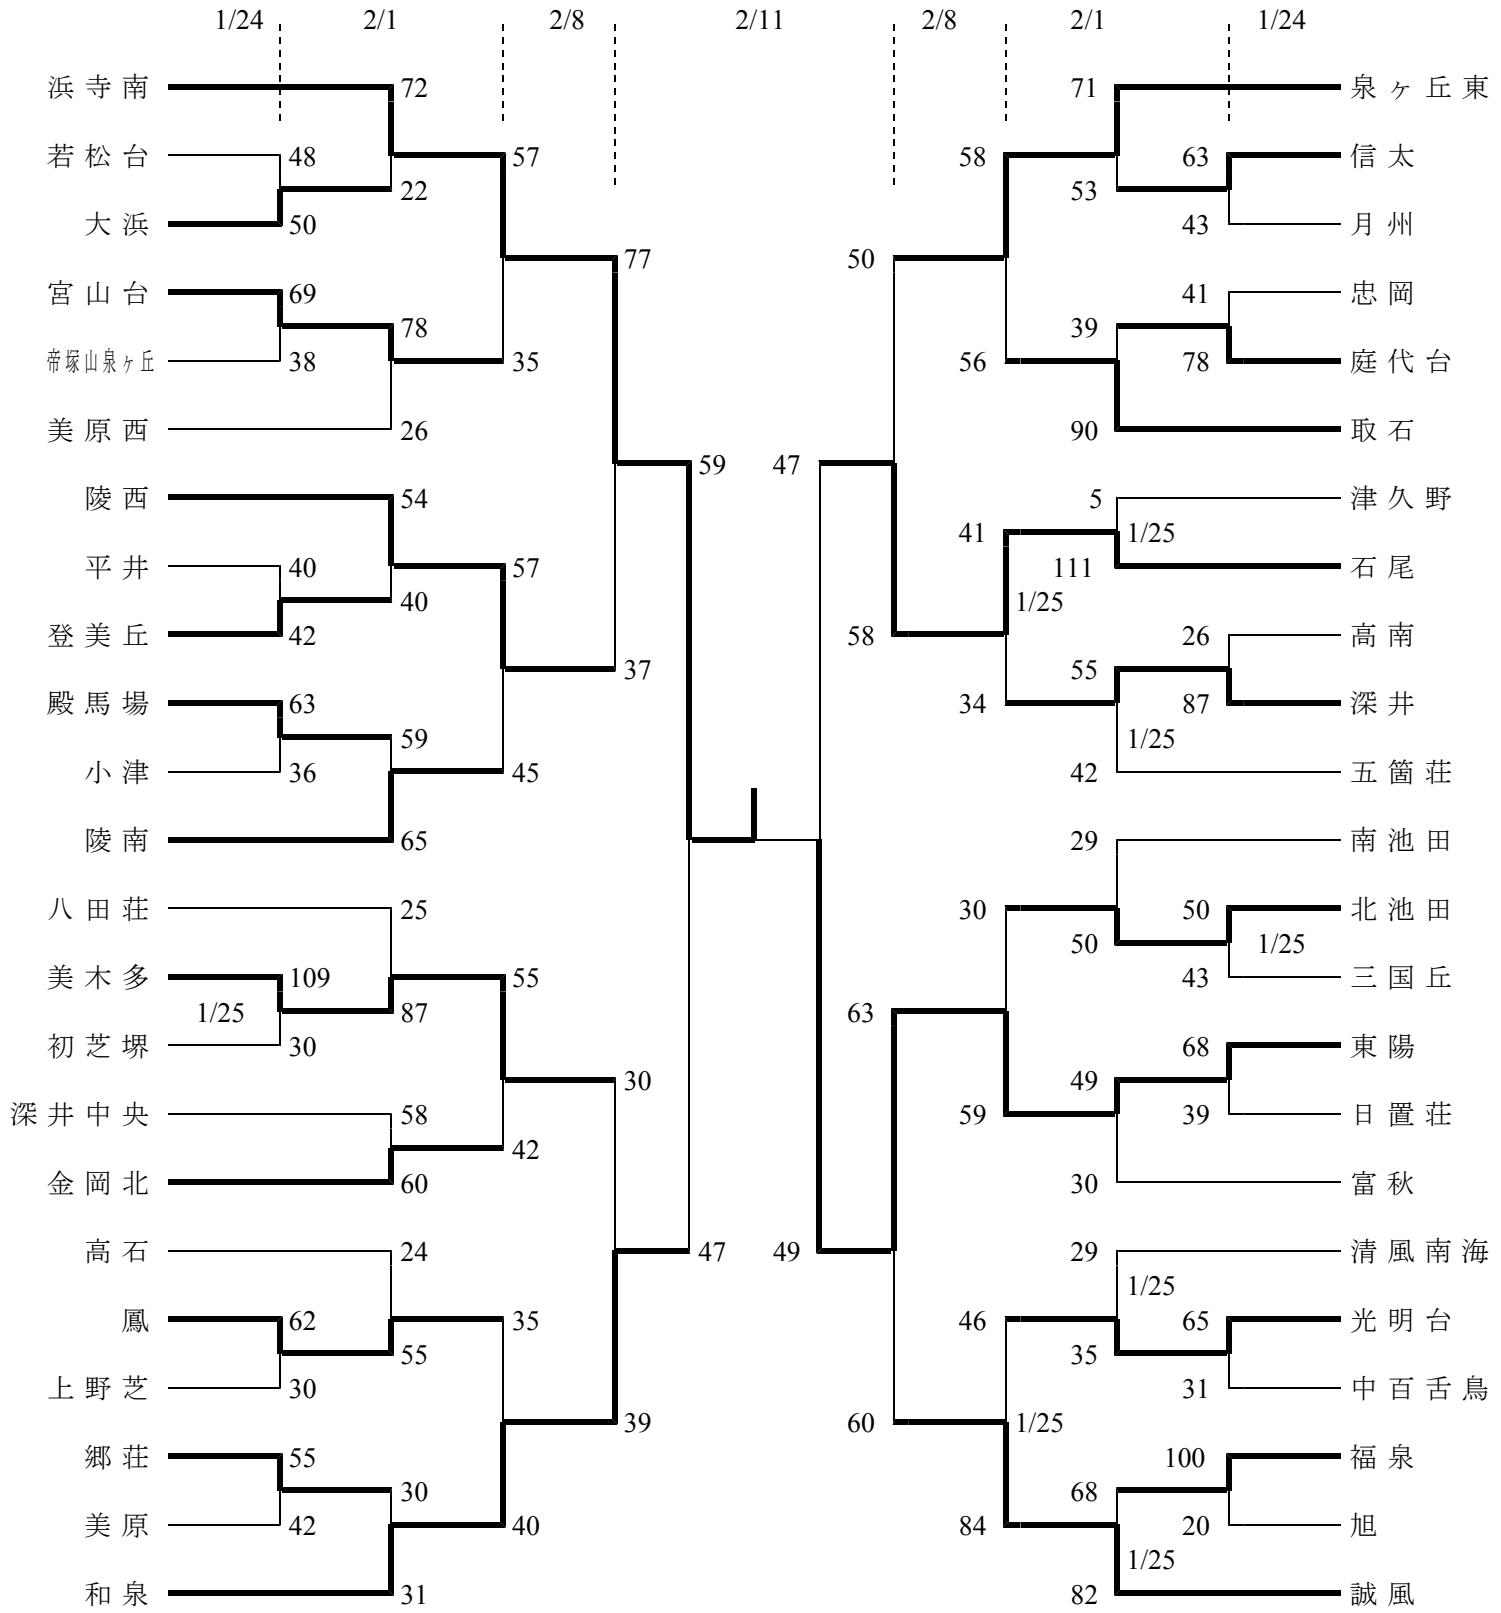 1/24 2/1 2/8 2/11 2/8 2/1 1/24
浜寺南 72 71 泉ヶ丘東
若松台 48 57 58 63 信太
22 53
大浜 50 43 月州
77 50
宮山台 69 41 忠岡
78 39
帝塚山泉ヶ丘 38 35 56 78 庭代台
美原西 26 90 取石
59 47
陵西 54 5 津久野
41 1/25
平井 40 57 111 石尾
40 1/25
登美丘 42 58 26 高南
37 55
殿馬場 63 34 87 深井
59 1/25
小津 36 45 42 五箇荘
陵南 65 29 南池田
八田荘 25 30 50 北池田
50 1/25
美木多 109 55 43 三国丘
1/25 87 63
初芝堺 30 68 東陽
30 49
深井中央 58 59 39 日置荘
42
金岡北 60 30 富秋
高石 24 47 49 29 清風南海
1/25
鳳 62 35 46 65 光明台
55 35
上野芝 30 31 中百舌鳥
39 60 1/25
郷荘 55 100 福泉
30 68
美原 42 40 84 20 旭
1/25
和泉 31 82 誠風